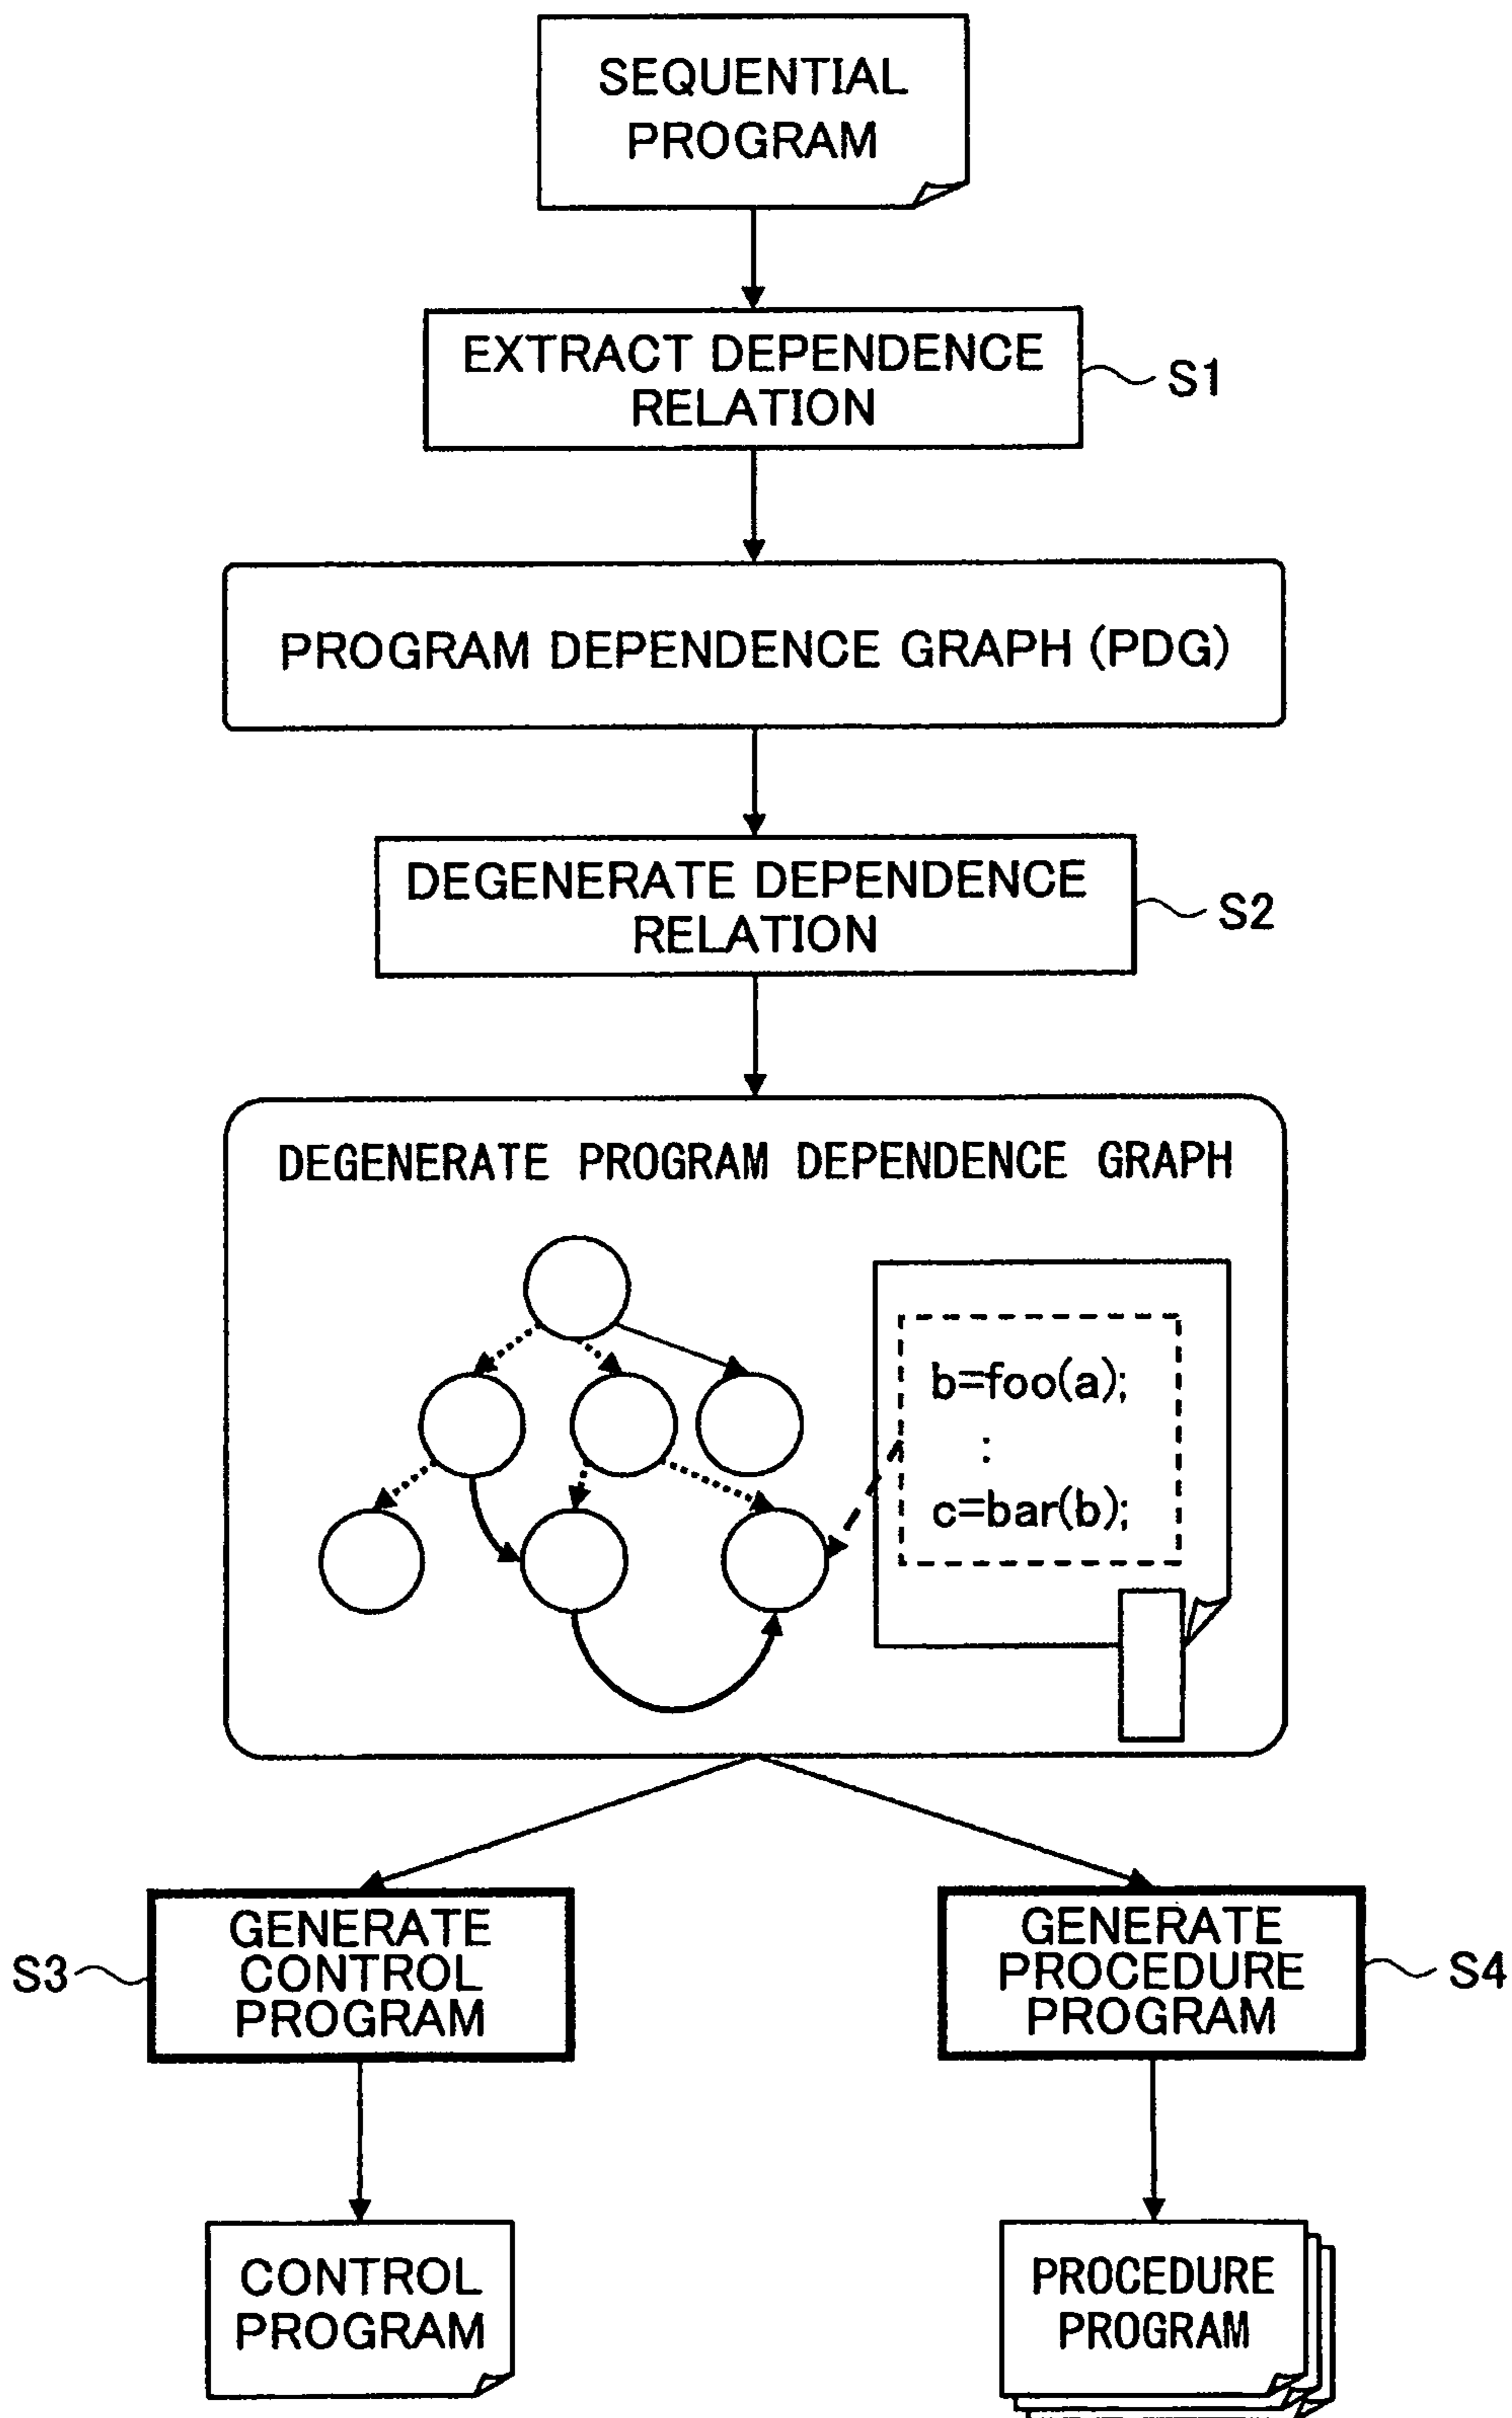 SEQUENTIAL
PROGRAM
EXTRACT DEPENDENCE
RELATION
S1
PROGRAM DEPENDENCE GRAPH (PDG)
DEGENERATE DEPENDENCE
RELATION
S2
DEGENERATE PROGRAM DEPENDENCE GRAPH
b=foo(a);
:
c=bar(b);
S3
GENERATE
CONTROL
PROGRAM
GENERATE
PROCEDURE
PROGRAM
S4
CONTROL
PROGRAM
PROCEDURE
PROGRAM